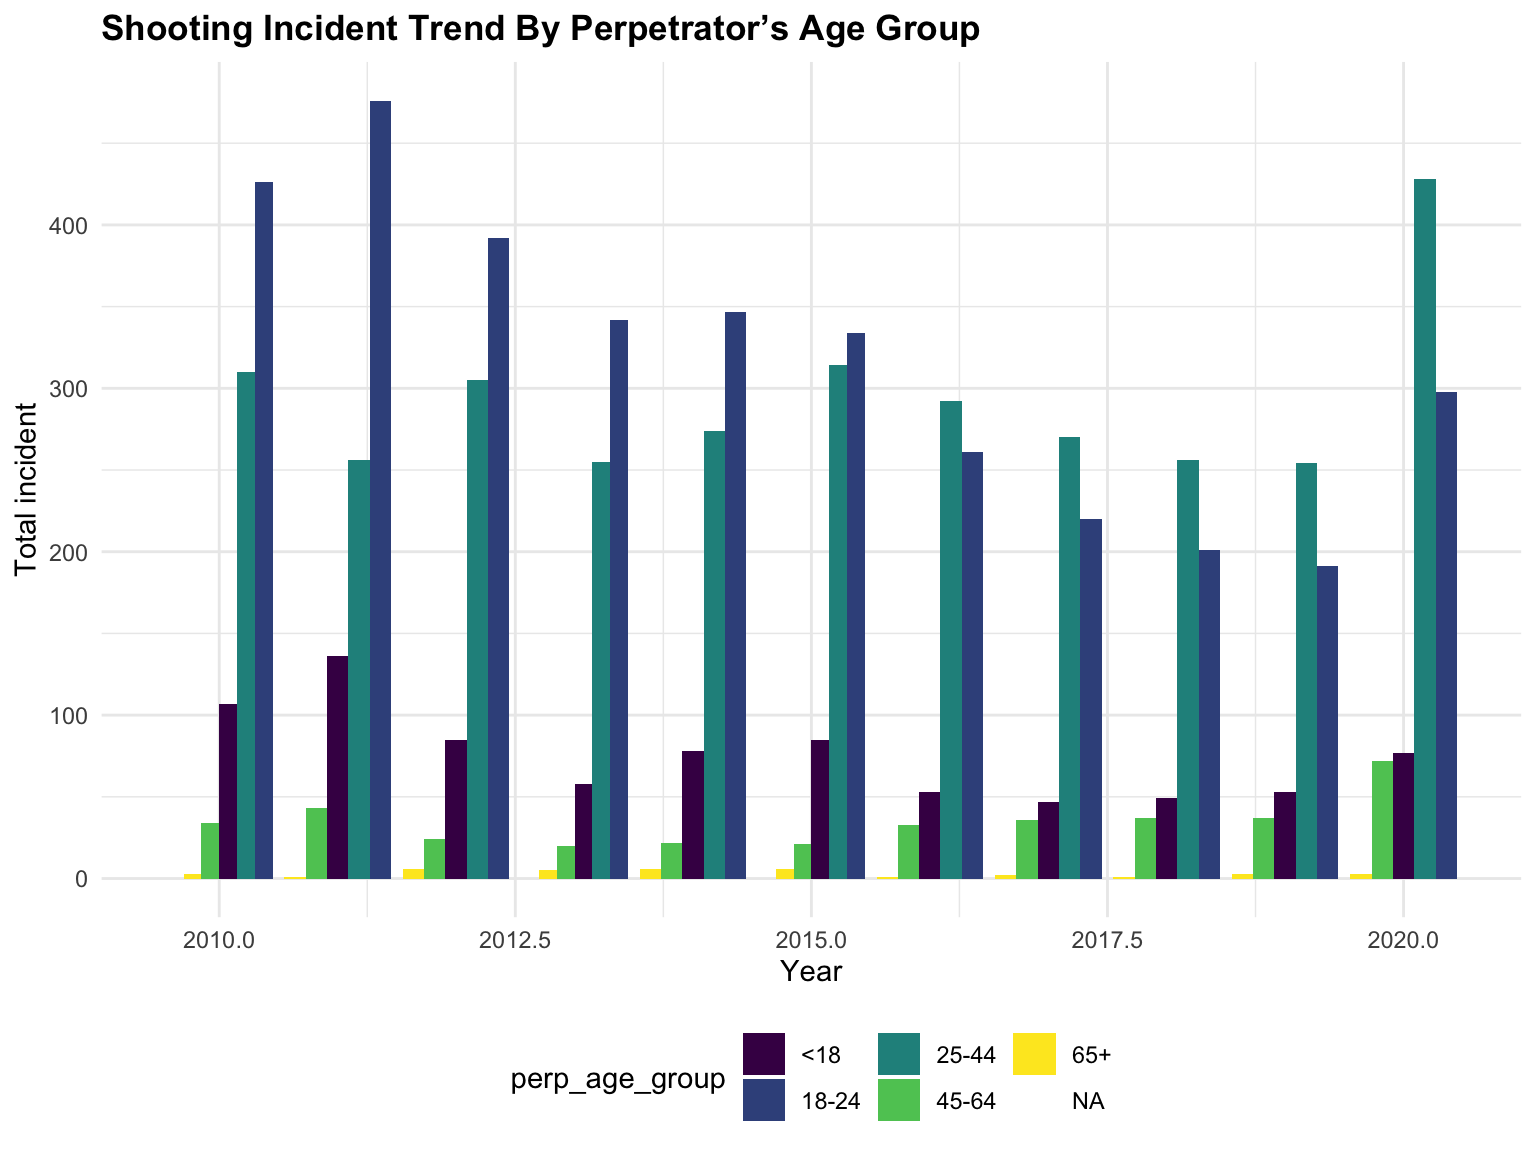 Shooting Incident Trend By Perpetrator’s Age Group
Total incident
400
300
200
100
0
2010.0 2012.5 2015.0 2017.5 2020.0
Year
perp_age_group
<18 25-44 65+
18-24 45-64 NA